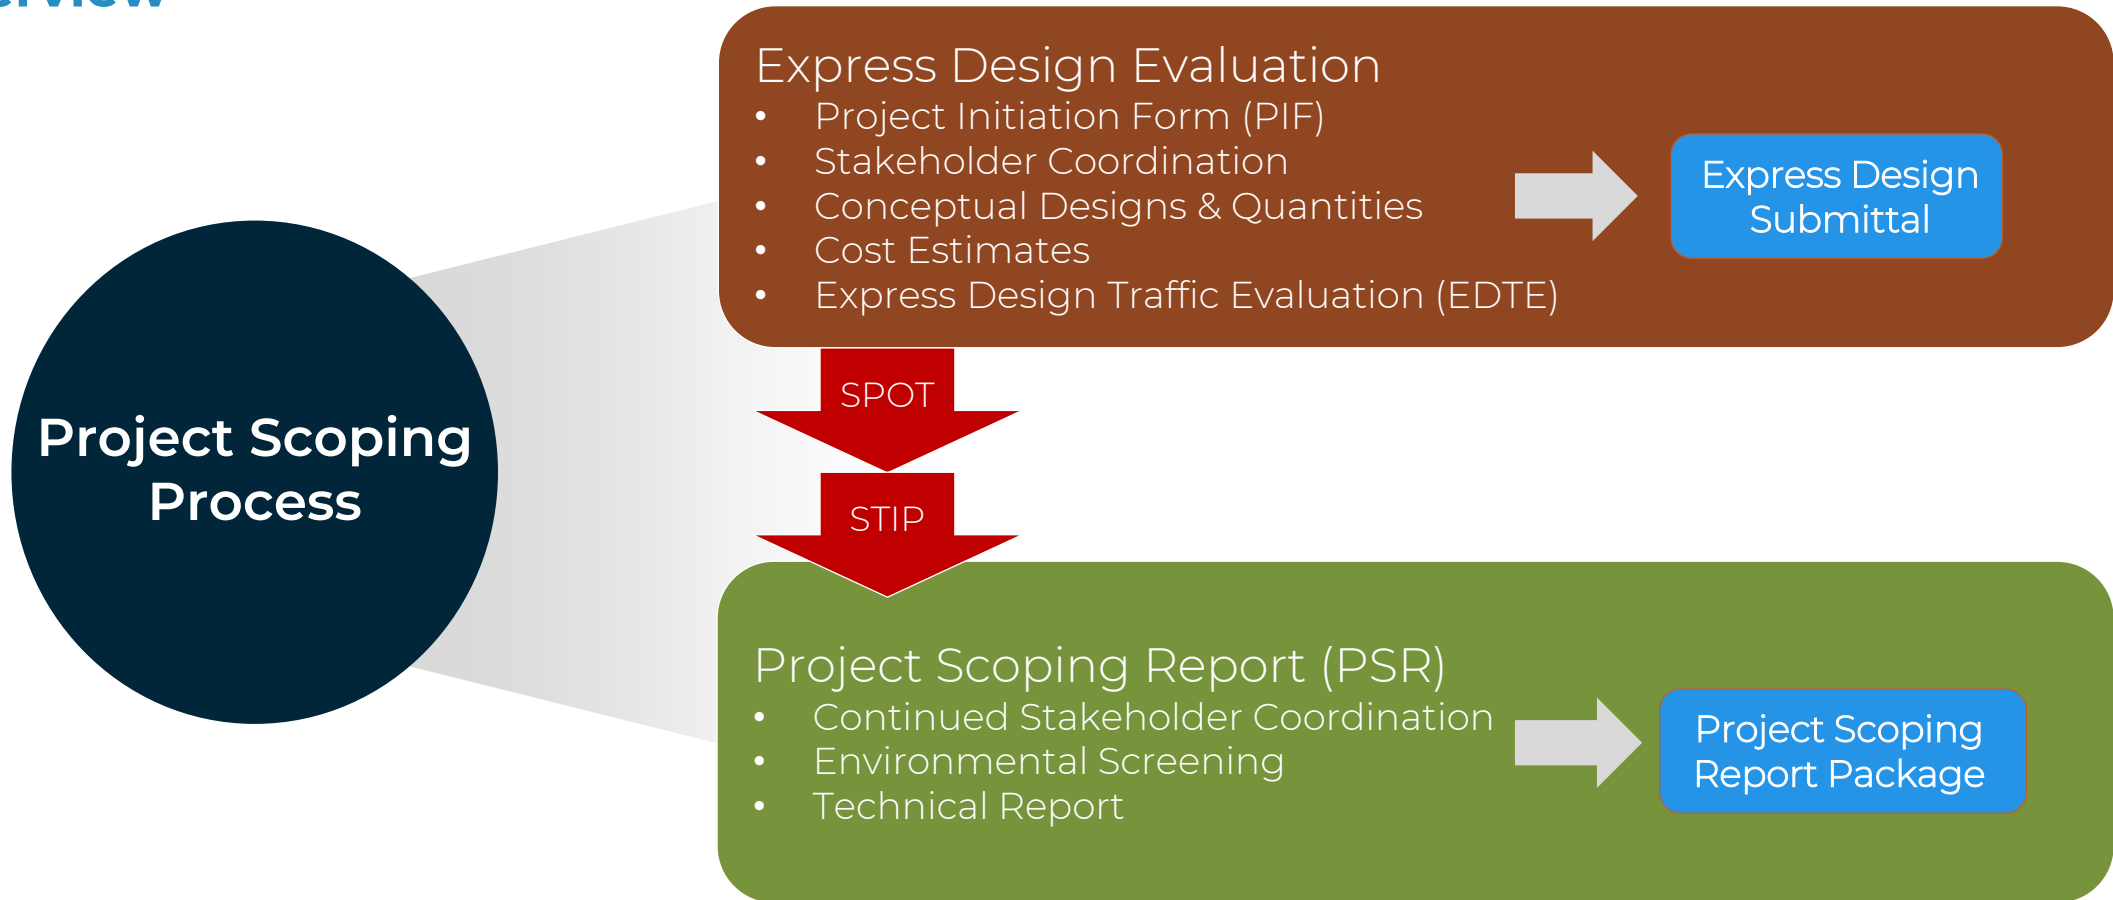 Express Design Evaluation
• Project Initiation Form (PIF)
• Stakeholder Coordination
• Conceptual Designs & Quantities
• Cost Estimates
• Express Design Traffic Evaluation (EDTE)
Express Design
Submittal
SPOT
STIP
Project Scoping
Process
Project Scoping Report (PSR)
• Continued Stakeholder Coordination
• Environmental Screening
• Technical Report
Project Scoping
Report Package